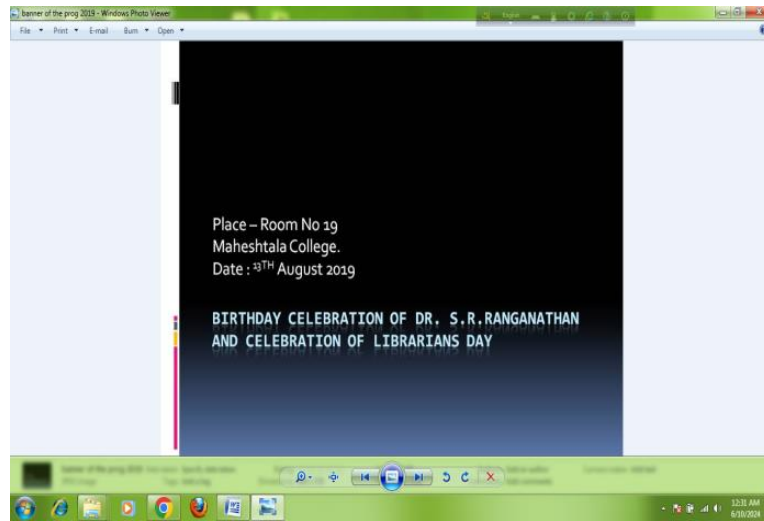 banner of the prog 2019 - Windows Photo Viewer
File Print E-mail Burn Open
Place – Room No 19
Maheshtala College.
Date : 13TH August 2019
BIRTHDAY CELEBRATION OF DR. S.R.RANGANATHAN
AND CELEBRATION OF LIBRARIANS DAY
12:31 AM
6/10/2024